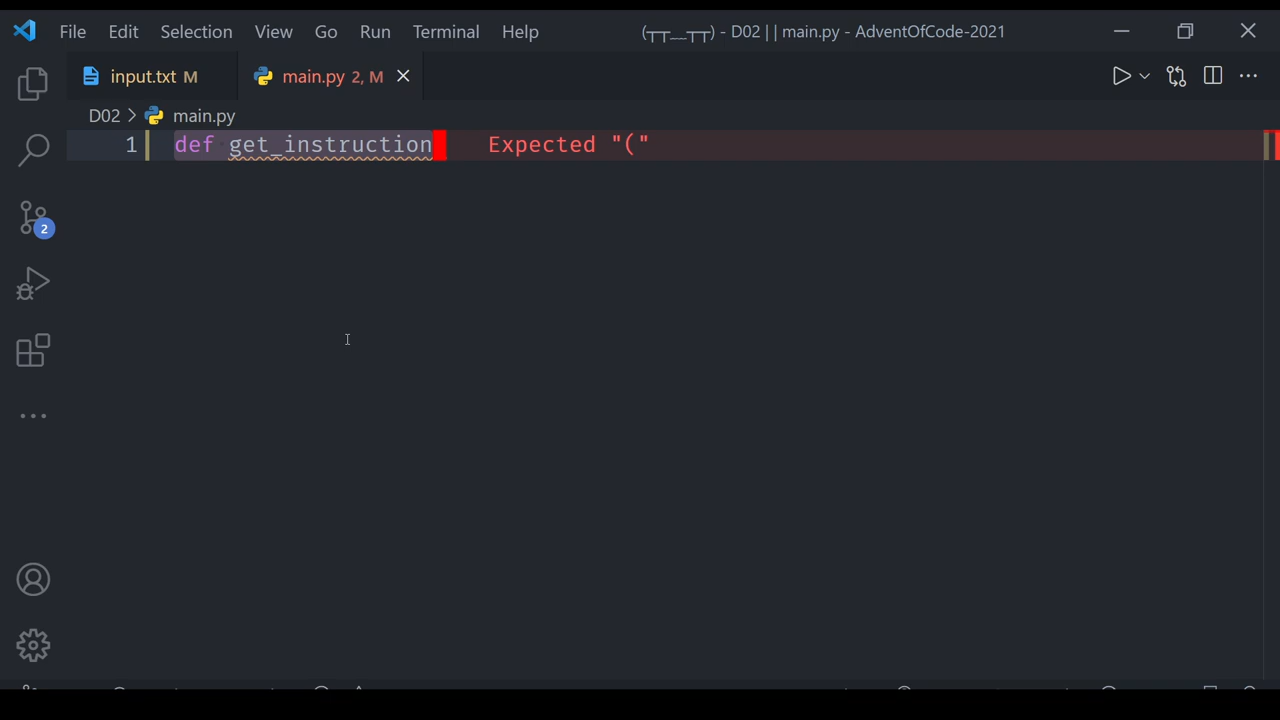 File Edit Selection View Go Run Terminal Help (┬┬﹏┬┬) - D02 || main.py - AdventOfCode-2021
input.txt M main.py 2, M
D02 > main.py
1 def get_instruction Expected "("
2